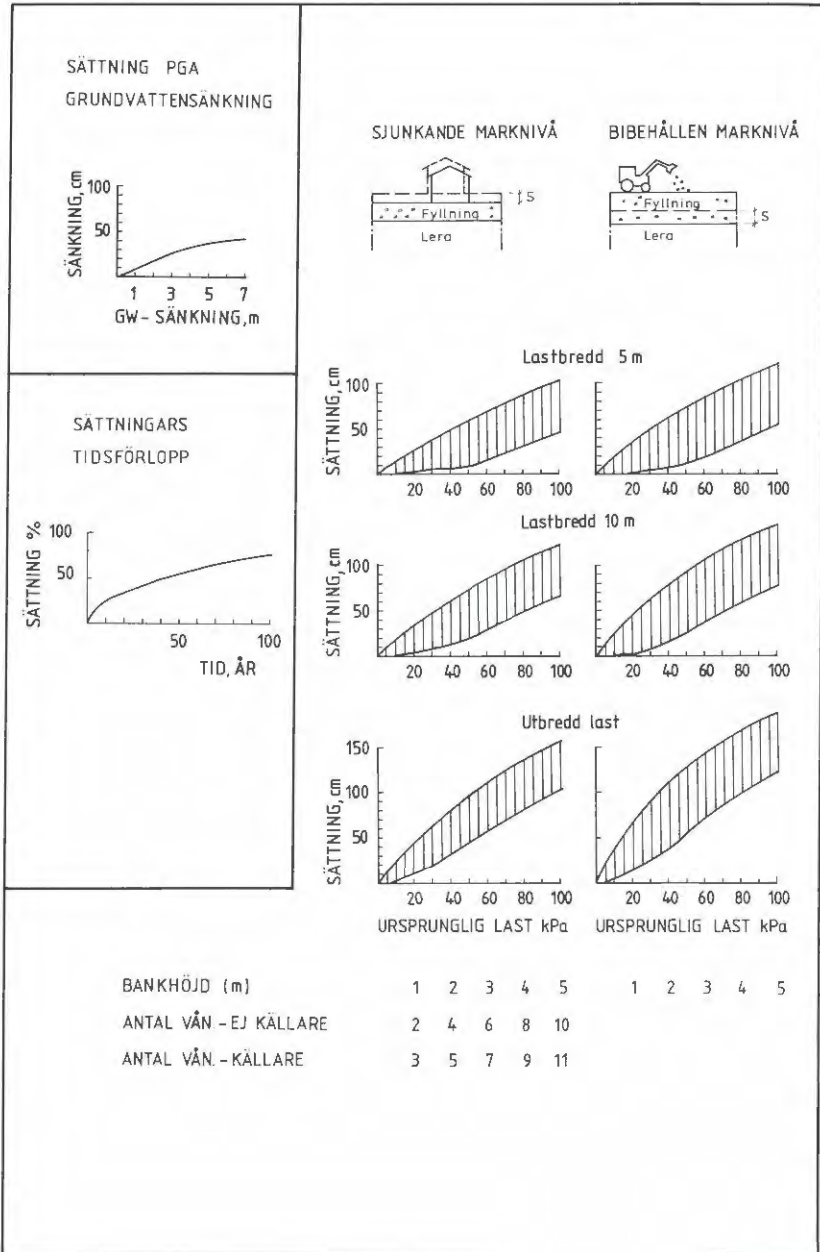 SÄTTNING PGA
GRUNDVATTENSÄNKNING
SÄNKNING, cm
100
50
1 3 5 7
GW - SÄNKNING, m
SÄTTNINGARS
TIDSFÖRLOPP
SÄTTNING %
100
50
50 100
TID, ÅR
SJUNKANDE MARKNIVÅ
BIBEHÅLLEN MARKNIVÅ
S
Fyllning
Lera
Fyllning
S
Lera
Lastbredd 5 m
SÄTTNING, cm
100
50
20 40 60 80 100
20 40 60 80 100
Lastbredd 10 m
SÄTTNING, cm
100
50
20 40 60 80 100
20 40 60 80 100
Utbredd last
SÄTTNING, cm
150
100
50
20 40 60 80 100
20 40 60 80 100
URSPRUNGLIG LAST kPa
URSPRUNGLIG LAST kPa
BANKHÖJD (m) 1 2 3 4 5 1 2 3 4 5
ANTAL VÅN - EJ KÄLLARE 2 4 6 8 10
ANTAL VÅN. - KÄLLARE 3 5 7 9 11